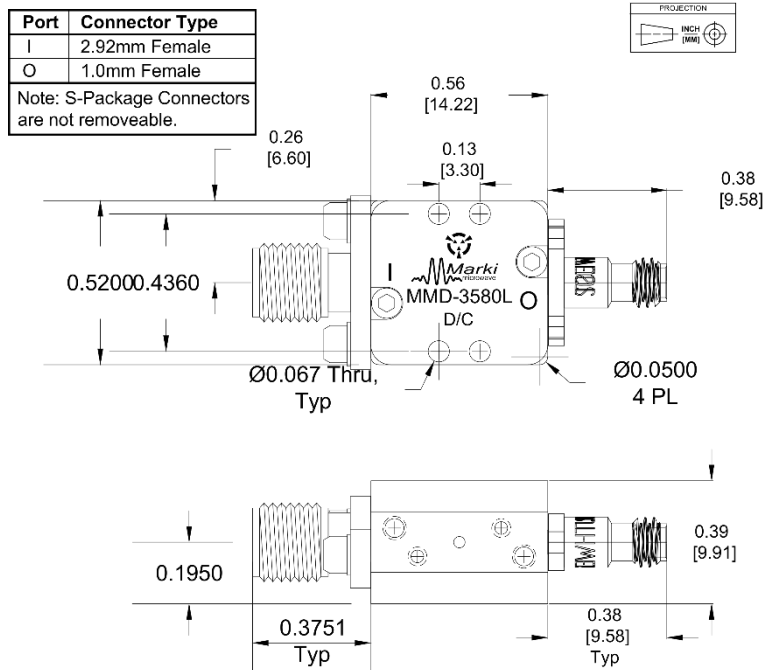 Port Connector Type
I 2.92mm Female
O 1.0mm Female
Note: S-Package Connectors
are not removeable.
PROJECTION
INCH
[MM]
0.56
[14.22]
0.26
[6.60]
0.13
[3.30]
0.38
[9.58]
0.5200
0.4360
I
Marki
microwave
MMD-3580L
O
D/C
Ø0.067 Thru,
Typ
Ø0.0500
4 PL
0.1950
0.3751
Typ
0.39
[9.91]
0.38
[9.58]
Typ